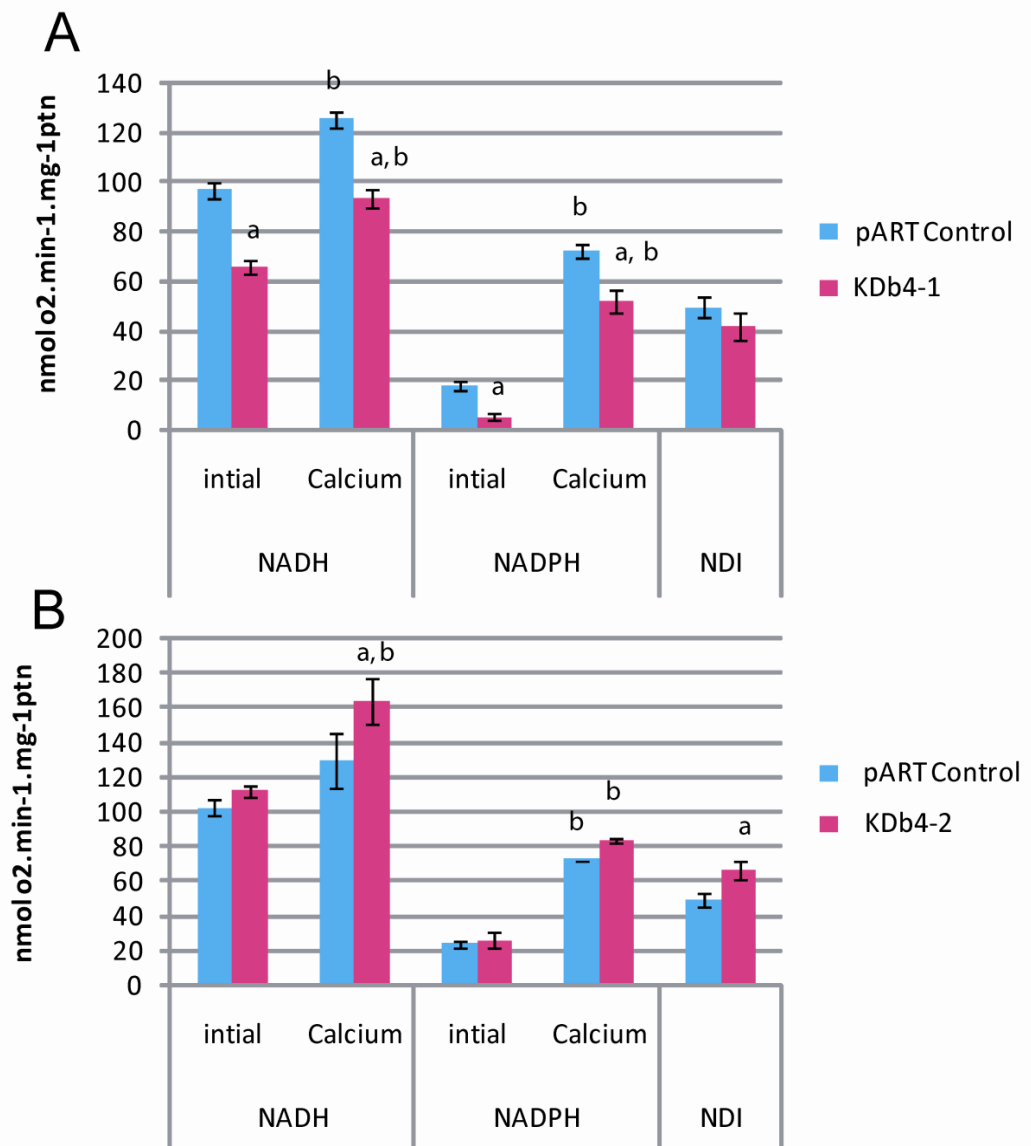 A
nmol o2.min-1.mg-1ptn
140
120
100
80
60
40
20
0
b
a, b
a
b
a, b
a
intial Calcium intial Calcium
NADH NADPH NDI
pART Control
KDb4-1
B
nmol o2.min-1.mg-1ptn
200
180
160
140
120
100
80
60
40
20
0
a, b
b
b
a
intial Calcium intial Calcium
NADH NADPH NDI
pART Control
KDb4-2